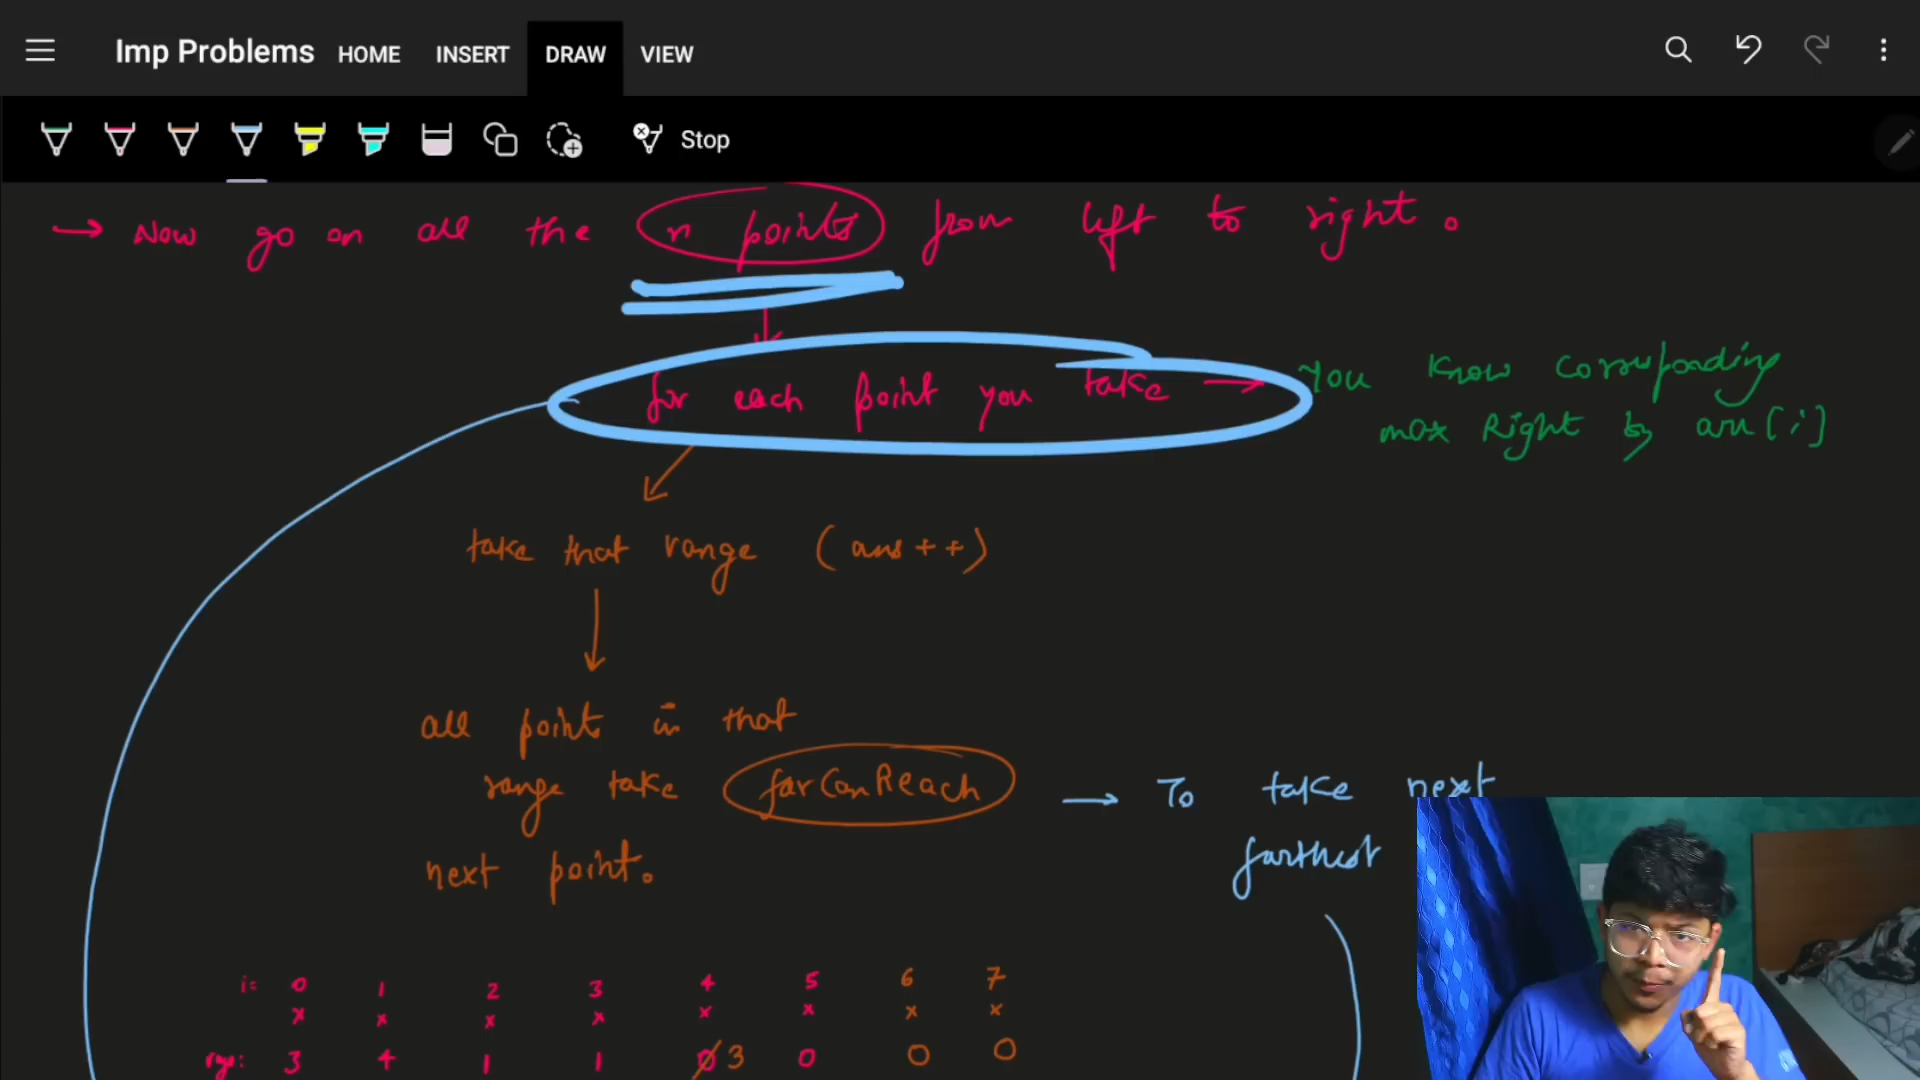 Imp Problems HOME INSERT DRAW VIEW
Stop
→ Now go on all the n points from left to right.
for each point you take →
You Know corrusponding
max Right by arr[i]
take that range (ans++)
all point in that
range take farCanReach → To take next
farthest
next point.
i= 0 1 2 3 4 5 6 7
x x x x x x x x
rge: 3 4 1 1 0 3 0 0 0